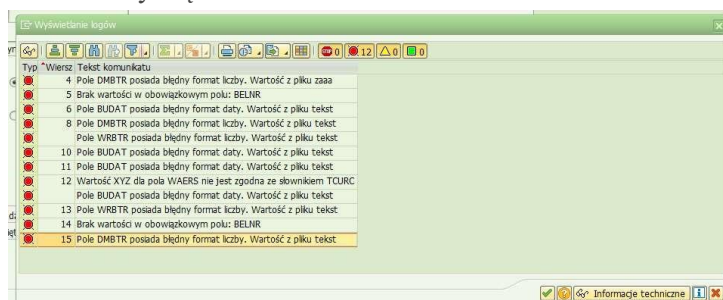 Wyświetlanie logów
0 12 0 0
Typ Wiersz Tekst komunikatu
4 Pole DMBTR posiada błędny format liczby. Wartość z pliku zaaa
5 Brak wartości w obowiązkowym polu: BELNR
6 Pole BUDAT posiada błędny format daty. Wartość z pliku tekst
8 Pole DMBTR posiada błędny format liczby. Wartość z pliku tekst
Pole WRBTR posiada błędny format liczby. Wartość z pliku tekst
10 Pole BUDAT posiada błędny format daty. Wartość z pliku tekst
11 Pole BUDAT posiada błędny format daty. Wartość z pliku tekst
12 Wartość XYZ dla pola WAERS nie jest zgodna ze słownikiem TCURC
Pole BUDAT posiada błędny format daty. Wartość z pliku tekst
13 Pole WRBTR posiada błędny format liczby. Wartość z pliku tekst
14 Brak wartości w obowiązkowym polu: BELNR
15 Pole DMBTR posiada błędny format liczby. Wartość z pliku tekst
Informacje techniczne